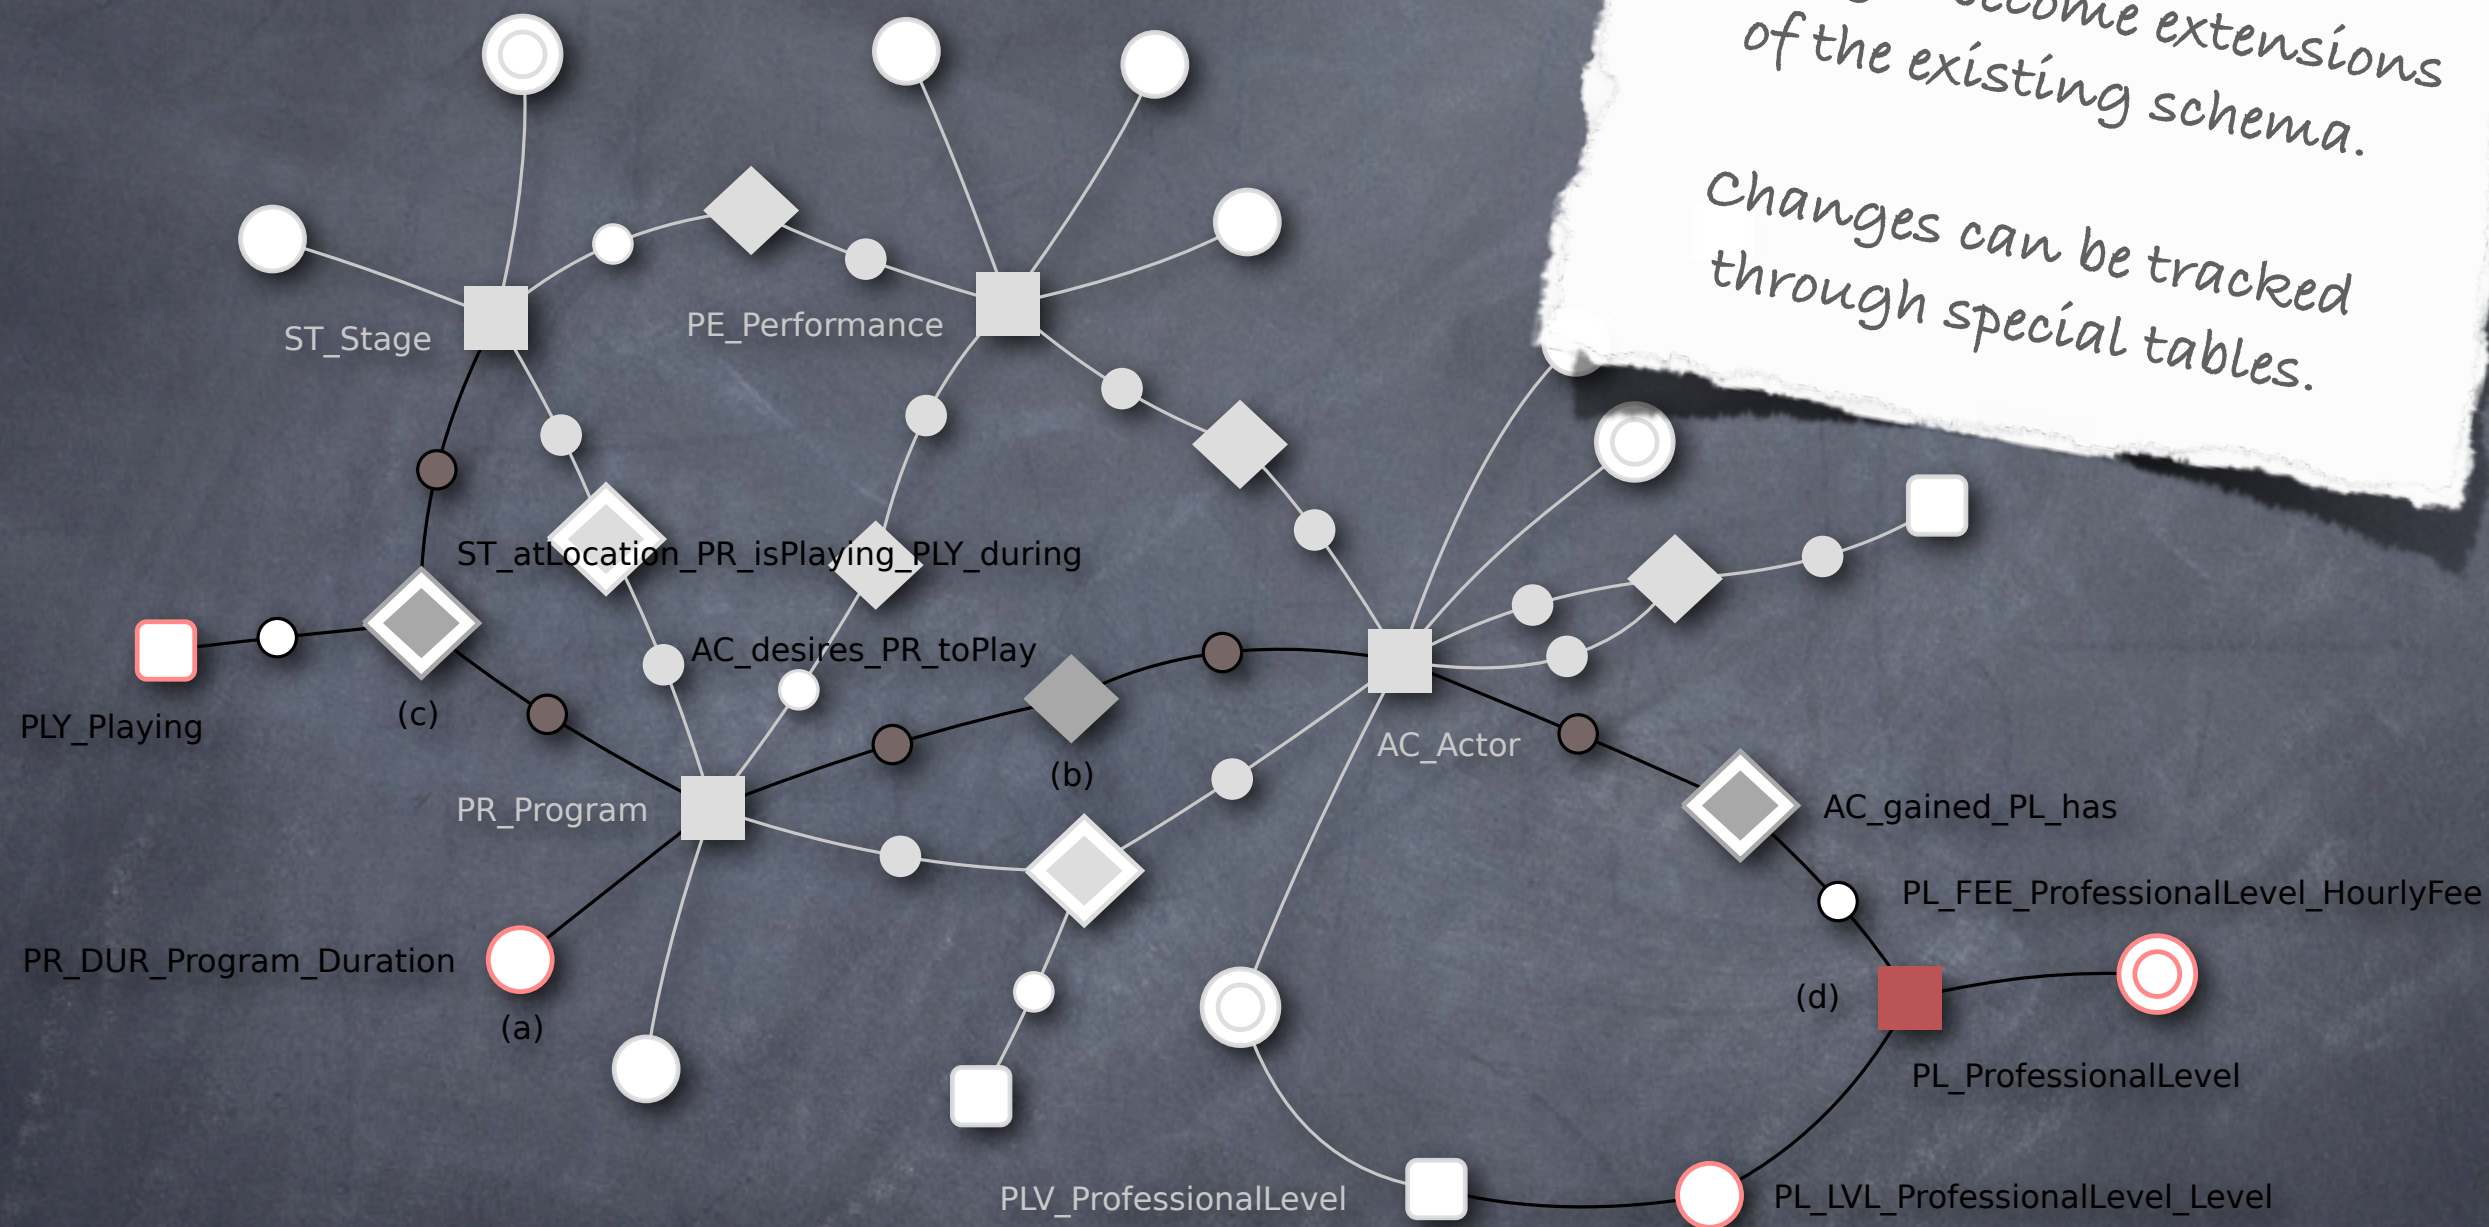 extensions
of the existing schema.
Changes can be tracked
through special tables.
ST_Stage
PE_Performance
ST_atLocation_PR_isPlaying_PLY_during
AC_desires_PR_toPlay
PLY_Playing
(c)
(b)
AC_Actor
PR_Program
AC_gained_PL_has
PL_FEE_ProfessionalLevel_HourlyFee
PR_DUR_Program_Duration
(a)
(d)
PL_ProfessionalLevel
PLV_ProfessionalLevel
PL_LVL_ProfessionalLevel_Level